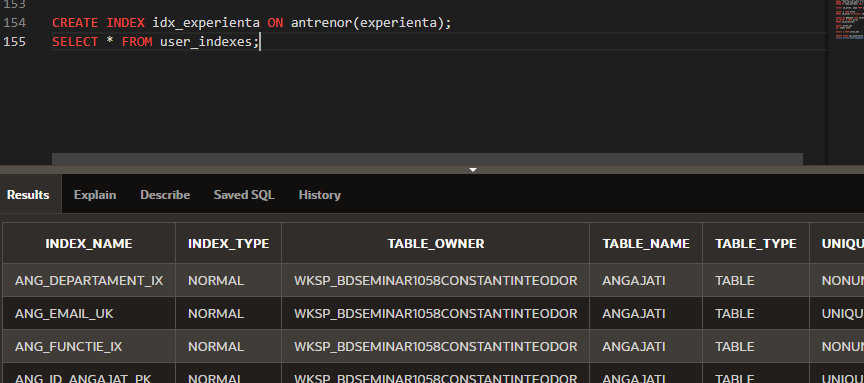 153
154 CREATE INDEX idx_experienta ON antrenor(experienta);
155 SELECT * FROM user_indexes;
Results Explain Describe Saved SQL History
INDEX_NAME INDEX_TYPE TABLE_OWNER TABLE_NAME TABLE_TYPE UNIQU
ANG_DEPARTAMENT_IX NORMAL WKSP_BDSEMINAR1058CONSTANTINTEODOR ANGAJATI TABLE NONUN
ANG_EMAIL_UK NORMAL WKSP_BDSEMINAR1058CONSTANTINTEODOR ANGAJATI TABLE UNIQU
ANG_FUNCTIE_IX NORMAL WKSP_BDSEMINAR1058CONSTANTINTEODOR ANGAJATI TABLE NONUN
ANG_ID_ANGAJAT_PK NORMAL WKSP_BDSEMINAR1058CONSTANTINTEODOR ANGAJATI TABLE UNIQU